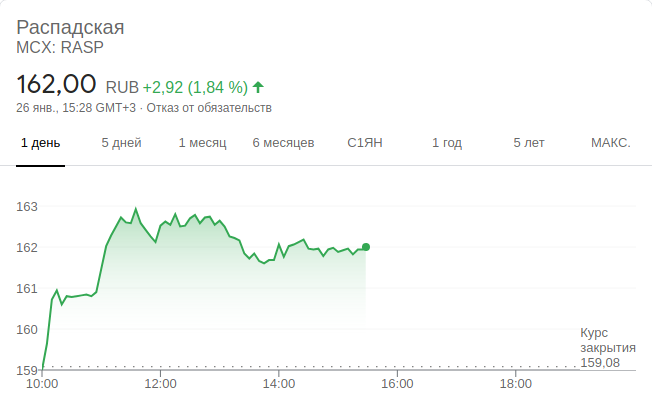 Распадская
MCX: RASP
162,00 RUB +2,92 (1,84 %)
26 янв., 15:28 GMT+3 · Отказ от обязательств
1 день 5 дней 1 месяц 6 месяцев С1ЯН 1 год 5 лет МАКС.
163
162
161
160
159
Курс
закрытия
159,08
10:00 12:00 14:00 16:00 18:00